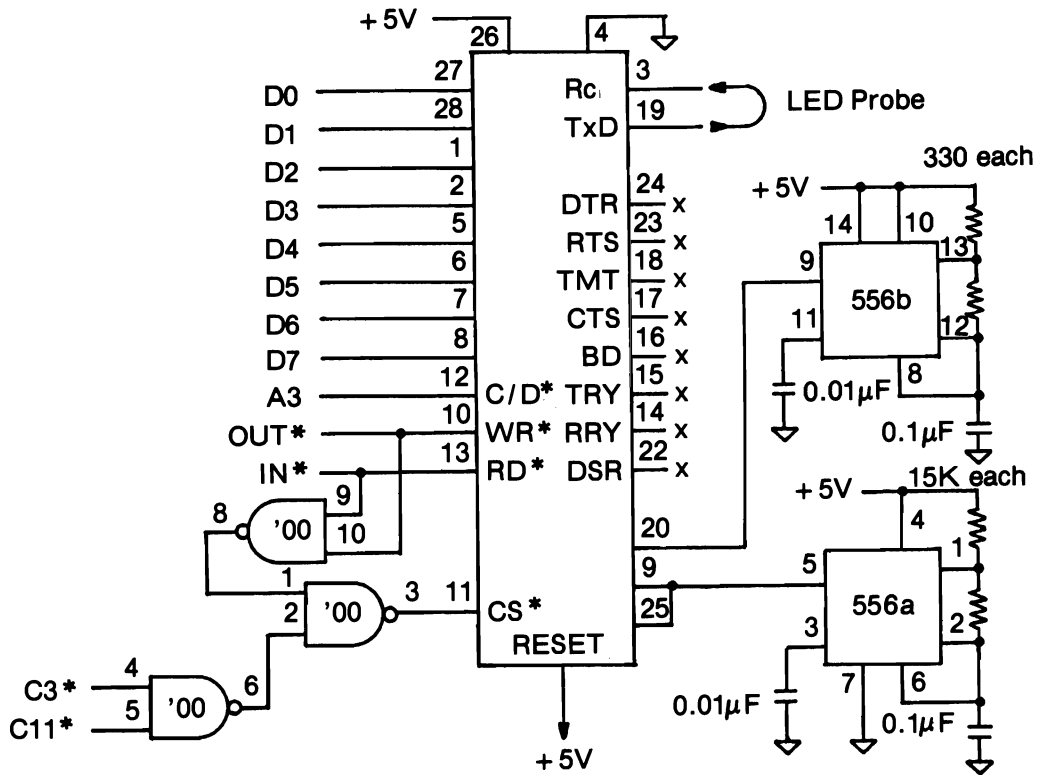 +5V
26
4
27
D0
28
D1
1
D2
2
D3
5
D4
6
D5
7
D6
8
D7
12
A3
10
OUT*
13
IN*
Rc
3
TxD
19
LED Probe
DTR
24
x
RTS
23
x
TMT
18
x
CTS
17
x
BD
16
x
C/D*
TRY
15
x
WR*
RRY
14
x
RD*
DSR
22
x
20
9
25
CS*
11
RESET
+5V
9
10
'00
8
1
2
'00
3
4
5
'00
6
C3*
C11*
330 each
+5V
14
10
13
9
556b
12
11
8
0.01µF
0.1µF
15K each
+5V
4
1
5
556a
2
3
7
6
0.01µF
0.1µF